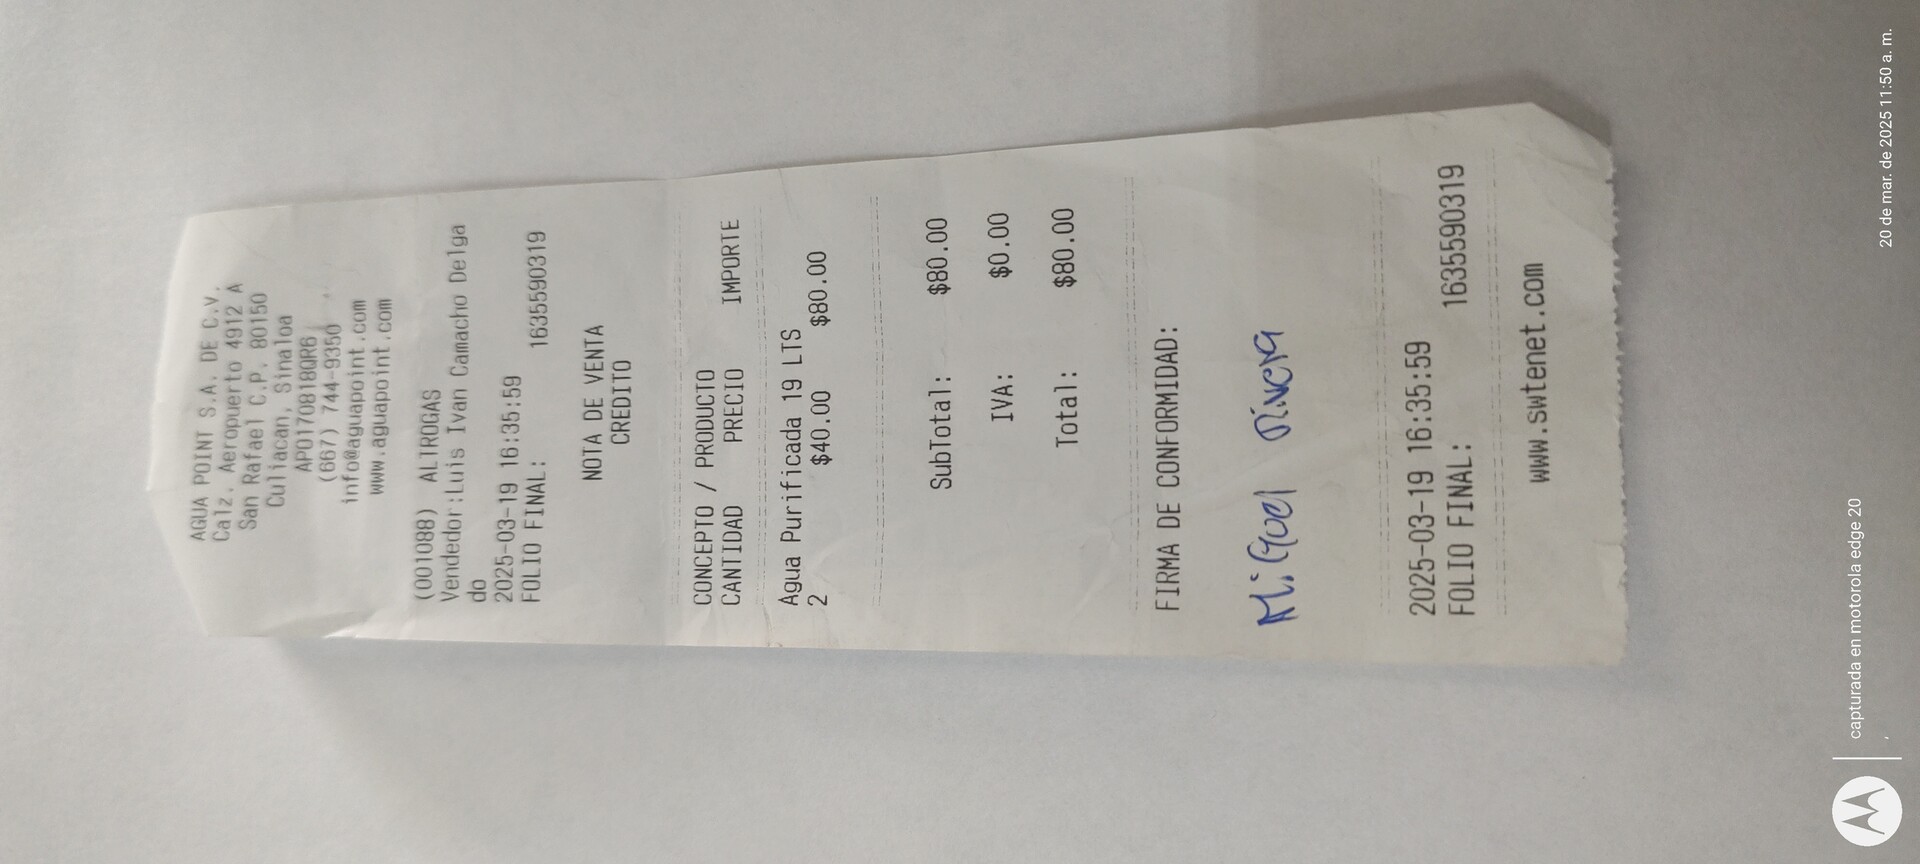 AGUA POINT S.A. DE C.V.
Calz. Aeropuerto 4912 A
San Rafael C.P. 80150
Culiacan, Sinaloa
APO170818QR6
(667) 744-9350
info@aguapoint.com
www.aguapoint.com
(001088) ALTROGAS
Vendedor:Luis Ivan Camacho Delga
do
2025-03-19 16:35:59
FOLIO FINAL: 1635590319
NOTA DE VENTA
CREDITO
CONCEPTO / PRODUCTO
CANTIDAD PRECIO IMPORTE
Agua Purificada 19 LTS
2 $40.00 $80.00
SubTotal: $80.00
IVA: $0.00
Total: $80.00
FIRMA DE CONFORMIDAD:
Miguel
2025-03-19 16:35:59
FOLIO FINAL: 1635590319
www.swtenet.com
capturada en motorola edge 20
20 de mar. de 2025 11:50 a. m.